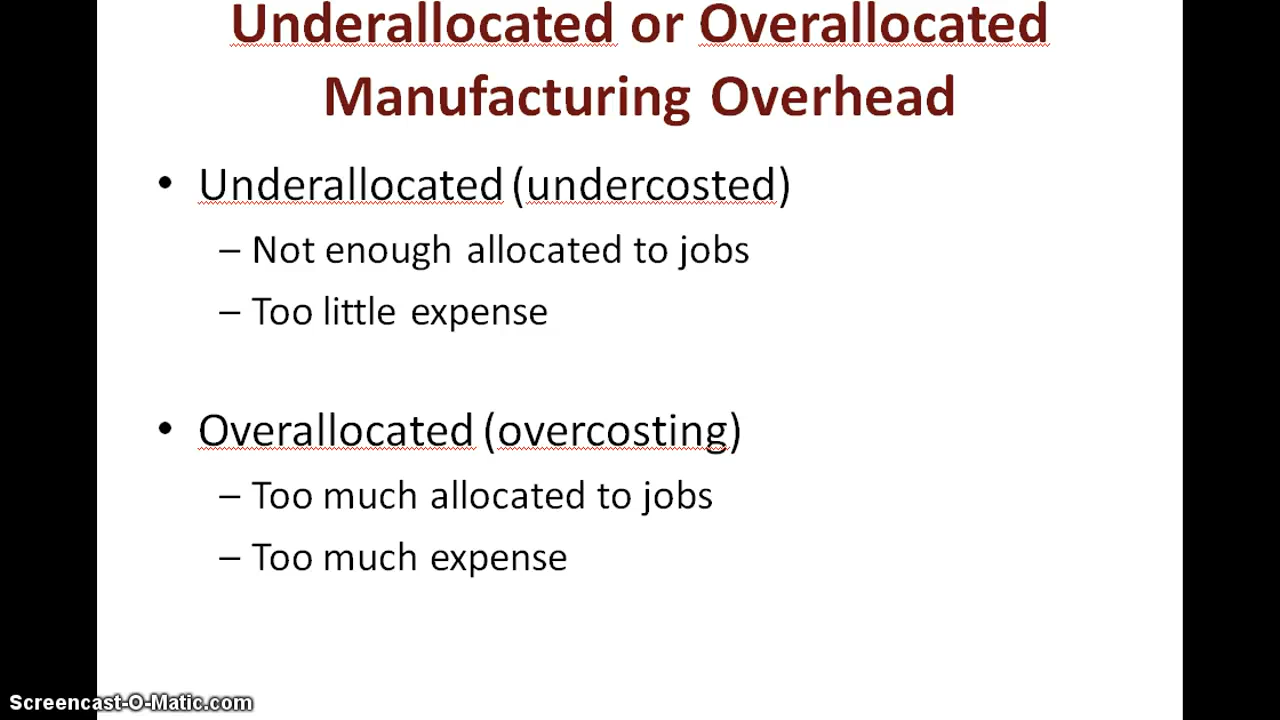 Underallocated or Overallocated
Manufacturing Overhead
• Underallocated (undercosted)
– Not enough allocated to jobs
– Too little expense
• Overallocated (overcosting)
– Too much allocated to jobs
– Too much expense
Screencast-O-Matic.com